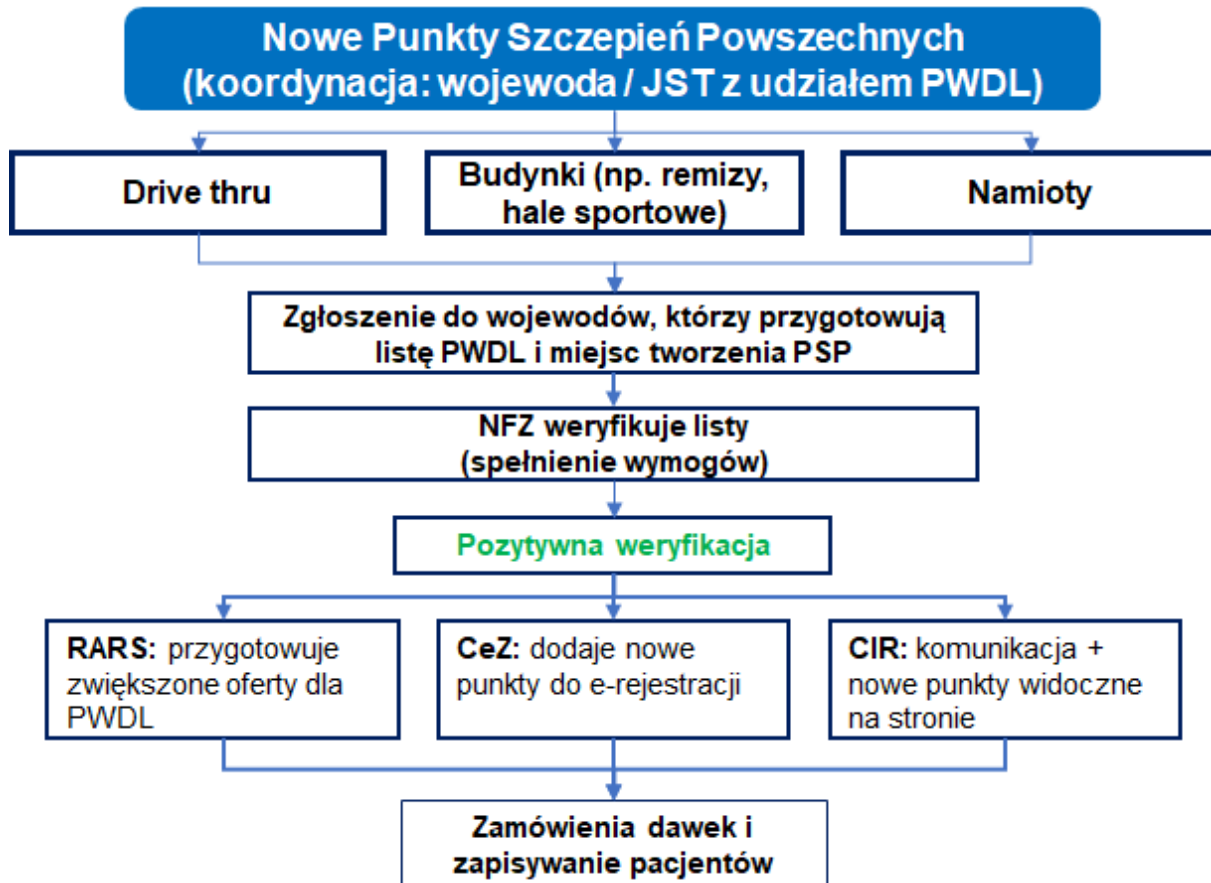 Nowe Punkty Szczepień Powszechnych
(koordynacja: wojewoda / JST z udziałem PWDL)
Drive thru
Budynki (np. remizy,
hale sportowe)
Namioty
Zgłoszenie do wojewodów, którzy przygotowują
listę PWDL i miejsc tworzenia PSP
NFZ weryfikuje listy
(spełnienie wymogów)
Pozytywna weryfikacja
RARS: przygotowuje
zwiększone oferty dla
PWDL
CeZ: dodaje nowe
punkty do e-rejestracji
CIR: komunikacja +
nowe punkty widoczne
na stronie
Zamówienia dawek i
zapisywanie pacjentów